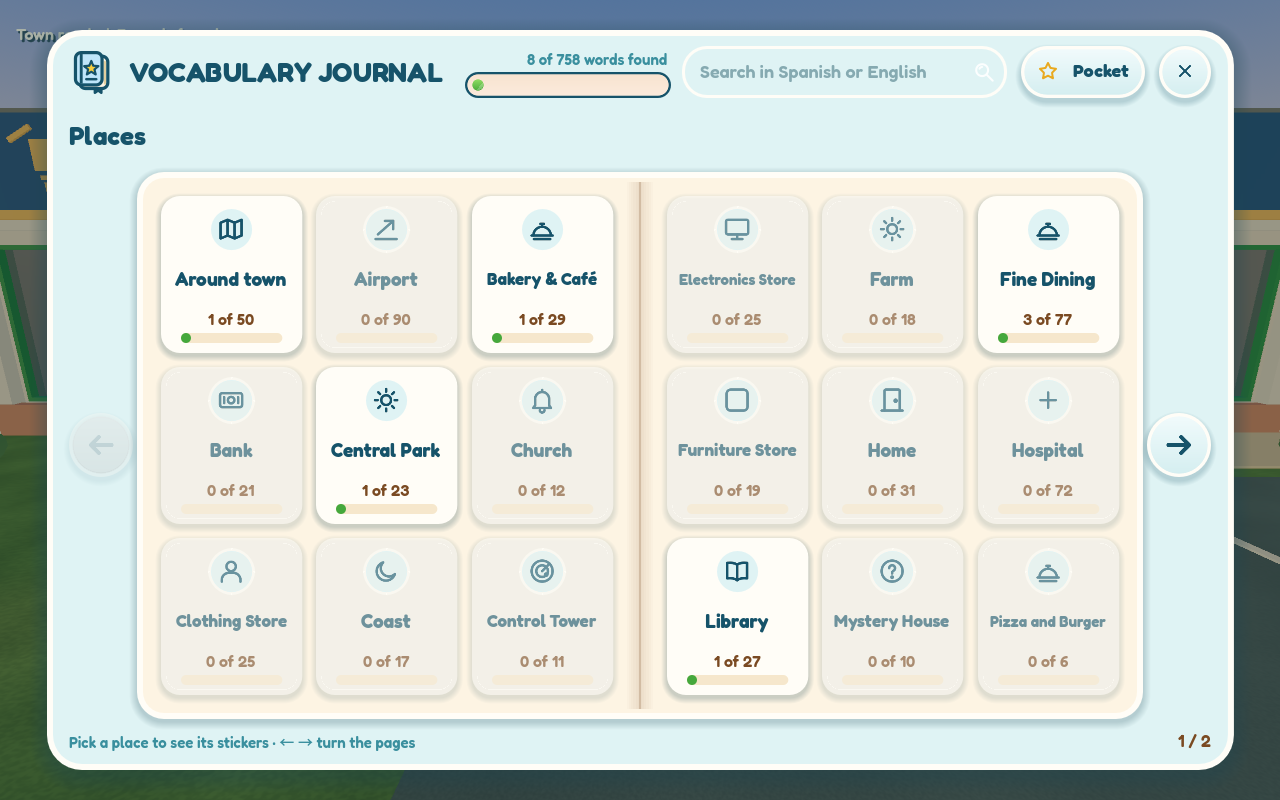 Town
VOCABULARY JOURNAL
8 of 758 words found
Search in Spanish or English
Pocket
Places
Around town
1 of 50
Airport
0 of 90
Bakery & Café
1 of 29
Bank
0 of 21
Central Park
1 of 23
Church
0 of 12
Clothing Store
0 of 25
Coast
0 of 17
Control Tower
0 of 11
Electronics Store
0 of 25
Farm
0 of 18
Fine Dining
3 of 77
Furniture Store
0 of 19
Home
0 of 31
Hospital
0 of 72
Library
1 of 27
Mystery House
0 of 10
Pizza and Burger
0 of 6
Pick a place to see its stickers · ← → turn the pages
1 / 2